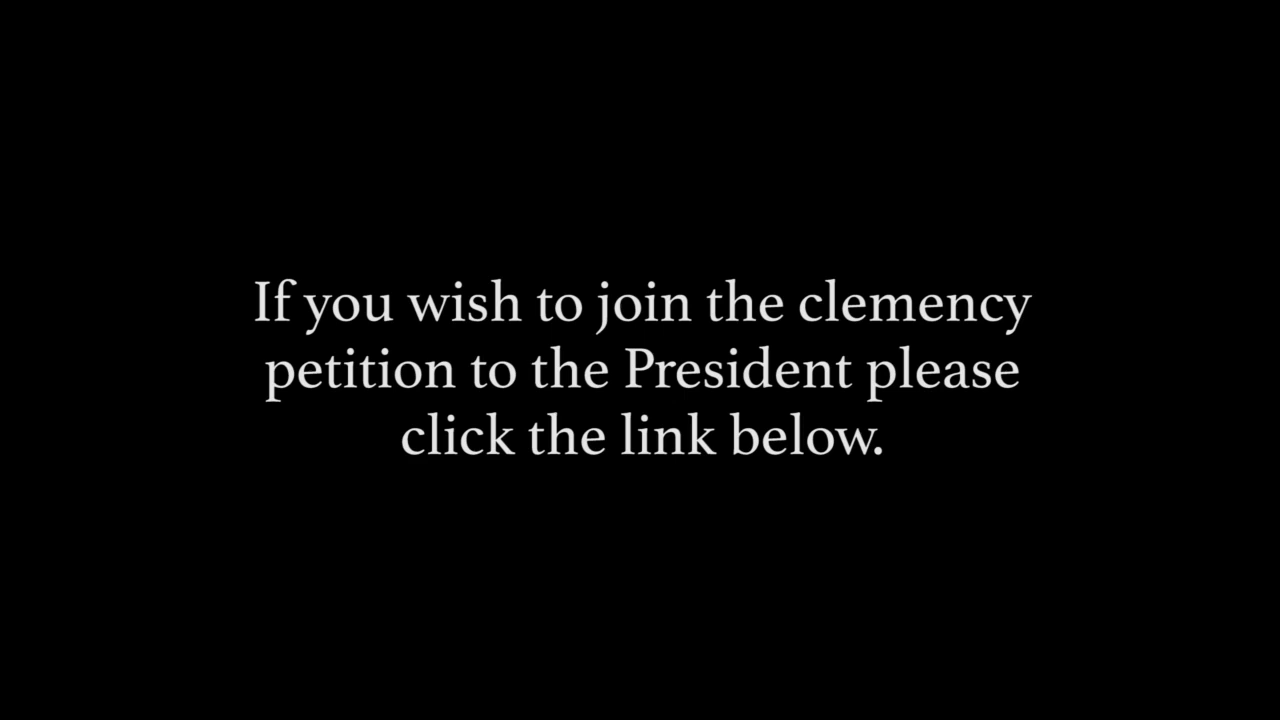 If you wish to join the clemency
petition to the President please
click the link below.